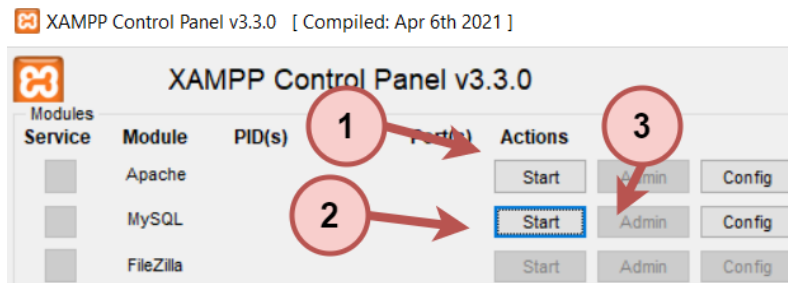 XAMPP Control Panel v3.3.0 [ Compiled: Apr 6th 2021 ]
XAMPP Control Panel v3.3.0
Modules
Service Module PID(s) Port(s) Actions
1
3
Apache Start Admin Config
2
MySQL Start Admin Config
FileZilla Start Admin Config